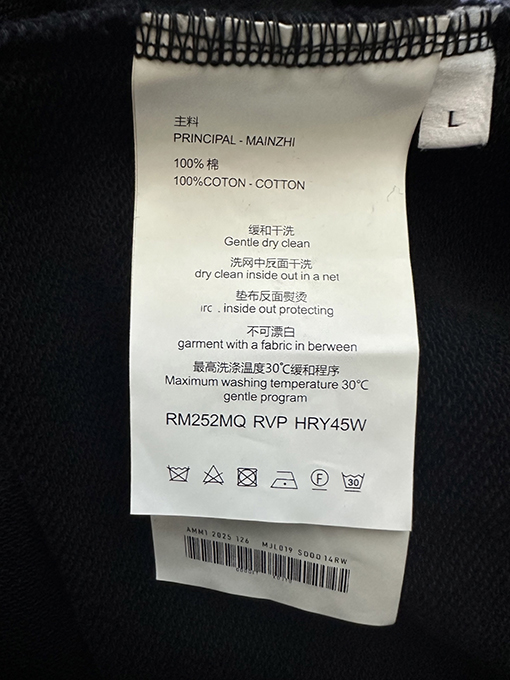 L
主料
PRINCIPAL - MAINZHI
100% 棉
100%COTON - COTTON
缓和干洗
Gentle dry clean
洗网中反面干洗
dry clean inside out in a net
垫布反面熨烫
inside out protecting
不可漂白
garment with a fabric in berween
最高洗涤温度30℃缓和程序
Maximum washing temperature 30℃
gentle program
RM252MQ RVP HRY45W
F
30
AMM1 2025 126 MJL019 SDDD 14RW